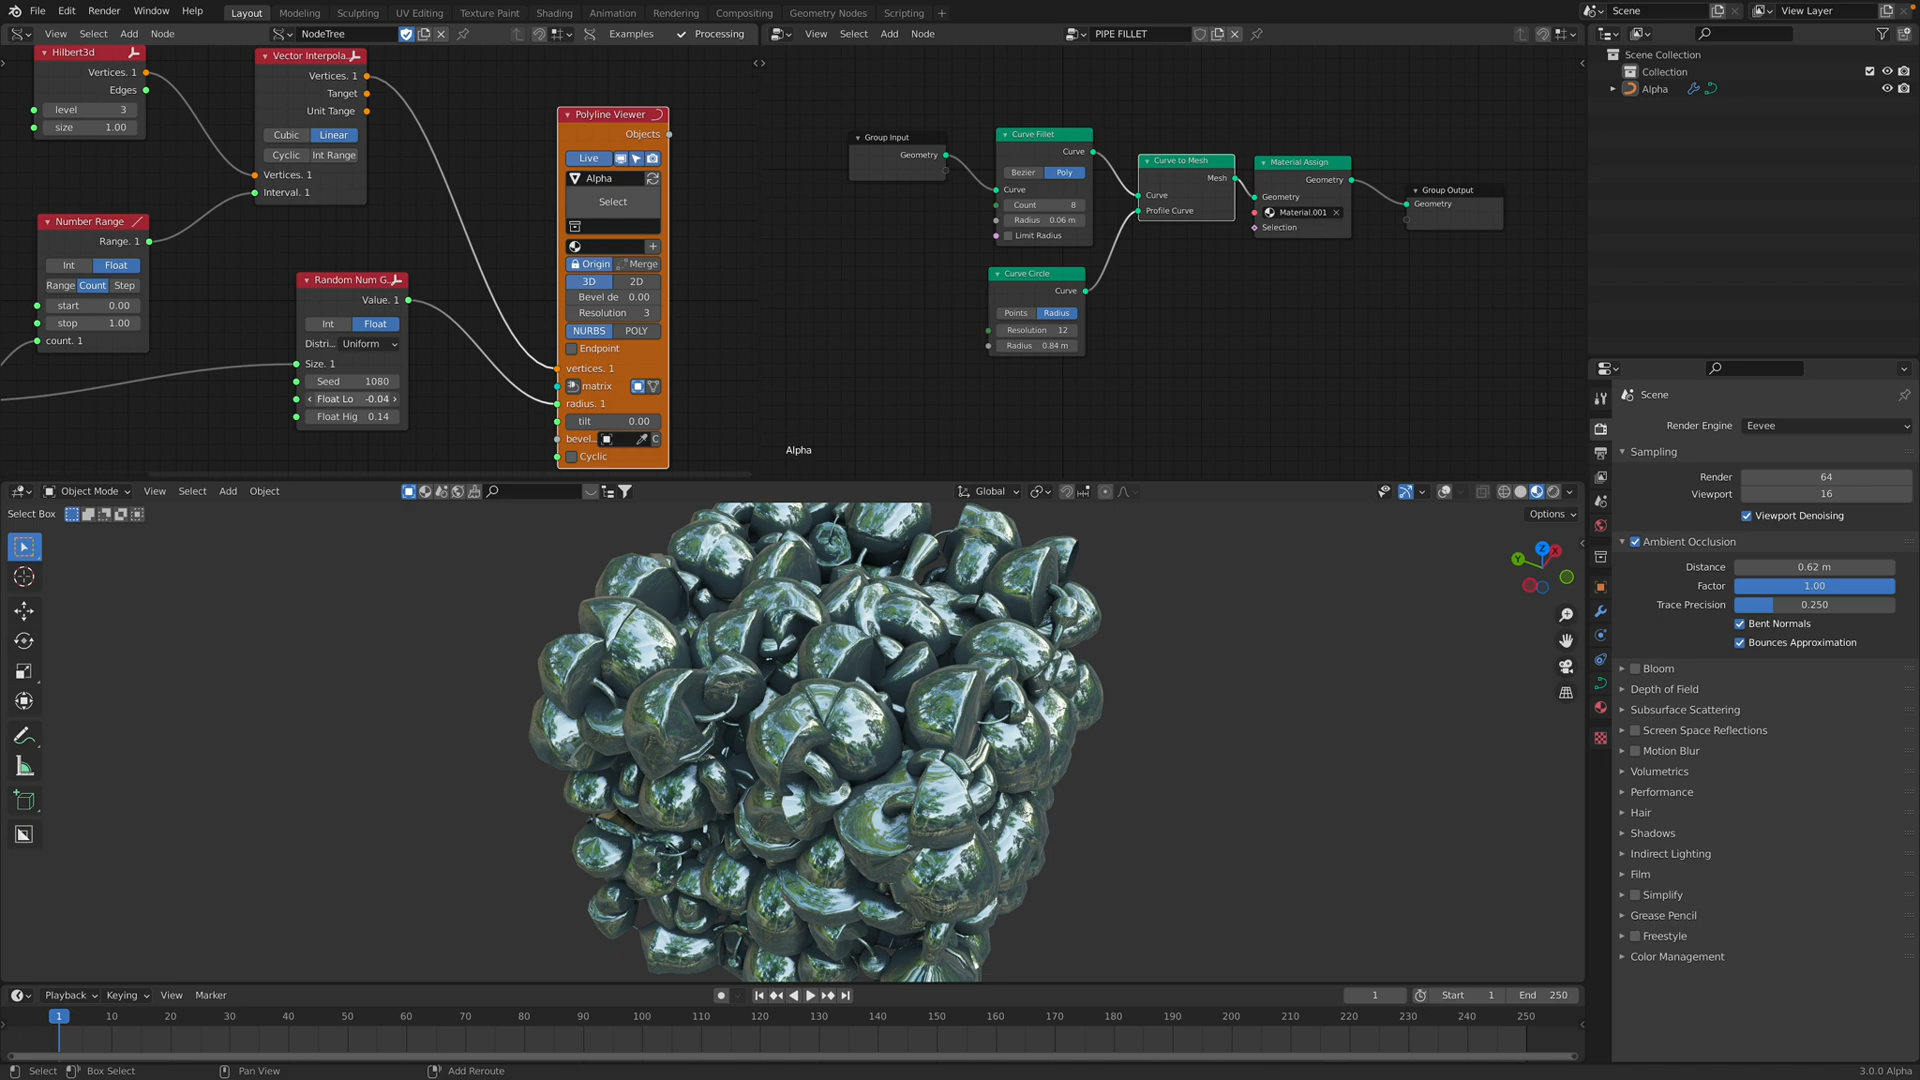 File Edit Render Window Help Layout Modeling Sculpting UV Editing Texture Paint Shading Animation Rendering Compositing Geometry Nodes Scripting + Scene View Layer
View Select Add Node NodeTree Examples Processing View Select Add Node PIPE FILLET
Hilbert3d
Vertices. 1
Edges
level 3
size 1.00
Vector Interpola..
Vertices. 1
Tanget
Unit Tange
Cubic Linear
Cyclic Int Range
Vertices. 1
Interval. 1
Number Range
Range. 1
Int Float
Range Count Step
start 0.00
stop 1.00
count. 1
Random Num G..
Value. 1
Int Float
Distri... Uniform
Size. 1
Seed 1080
Float Lo -0.04
Float Hig 0.14
Polyline Viewer
Objects
Live
Alpha
Select
Origin Merge
3D 2D
Bevel de 0.00
Resolution 3
NURBS POLY
Endpoint
vertices. 1
matrix
radius. 1
tilt 0.00
bevel... C
Cyclic
Group Input
Geometry
Curve Fillet
Curve
Bezier Poly
Curve
Count 8
Radius 0.06 m
Limit Radius
Curve Circle
Curve
Points Radius
Resolution 12
Radius 0.84 m
Curve to Mesh
Mesh
Curve
Profile Curve
Material Assign
Geometry
Geometry
Material.001
Selection
Group Output
Geometry
Alpha
Scene Collection
Collection
Alpha
Scene
Render Engine Eevee
Sampling
Render 64
Viewport 16
Viewport Denoising
Ambient Occlusion
Distance 0.62 m
Factor 1.00
Trace Precision 0.250
Bent Normals
Bounces Approximation
Bloom
Depth of Field
Subsurface Scattering
Screen Space Reflections
Motion Blur
Volumetrics
Performance
Hair
Shadows
Indirect Lighting
Film
Simplify
Grease Pencil
Freestyle
Color Management
Object Mode View Select Add Object Global
Select Box Options
Z X Y
Playback Keying View Marker 1 Start 1 End 250
1 10 20 30 40 50 60 70 80 90 100 110 120 130 140 150 160 170 180 190 200 210 220 230 240 250
Select Box Select Pan View Add Reroute 3.0.0 Alpha